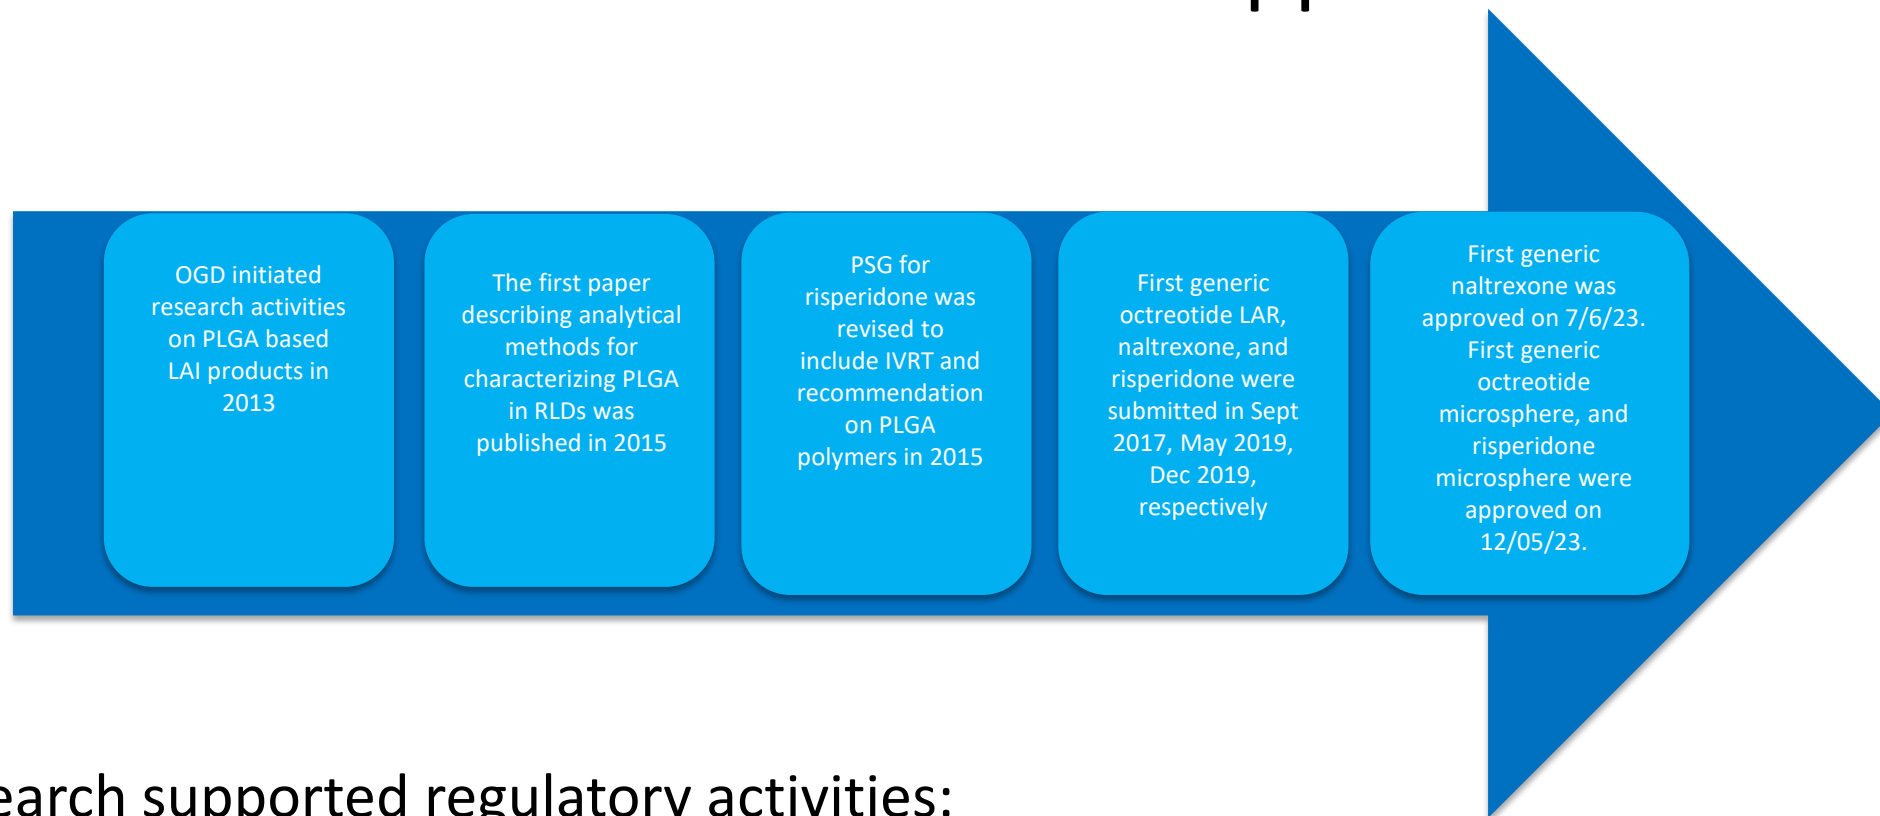 OGD initiated
research activities
on PLGA based
LAI products in
2013
The first paper
describing analytical
methods for
characterizing PLGA
in RLDs was
published in 2015
PSG for
risperidone was
revised to
include IVRT and
recommendation
on PLGA
polymers in 2015
First generic
octreotide LAR,
naltrexone, and
risperidone were
submitted in Sept
2017, May 2019,
Dec 2019,
respectively
First generic
naltrexone was
approved on 7/6/23.
First generic
octreotide
microsphere, and
risperidone
microsphere were
approved on
12/05/23.
earch supported regulatory activities: